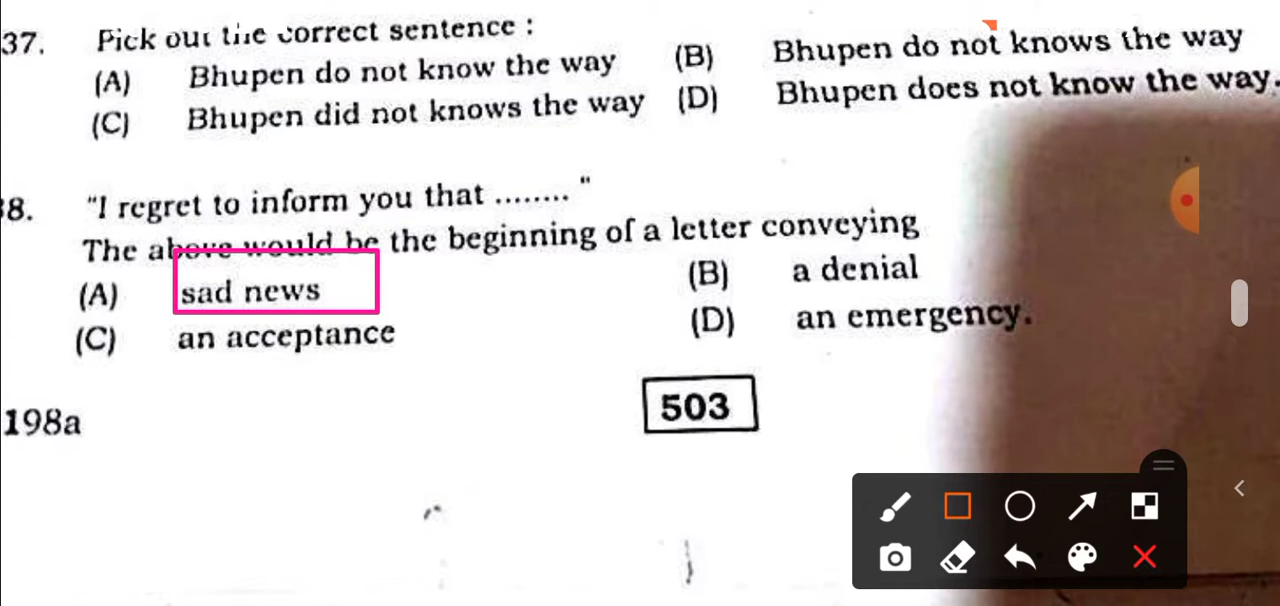 37. Pick out the correct sentence :
(A) Bhupen do not know the way (B) Bhupen do not knows the way
(C) Bhupen did not knows the way (D) Bhupen does not know the way.
38. "I regret to inform you that ........ "
The above would be the beginning of a letter conveying
(A) sad news (B) a denial
(C) an acceptance (D) an emergency.
198a 503